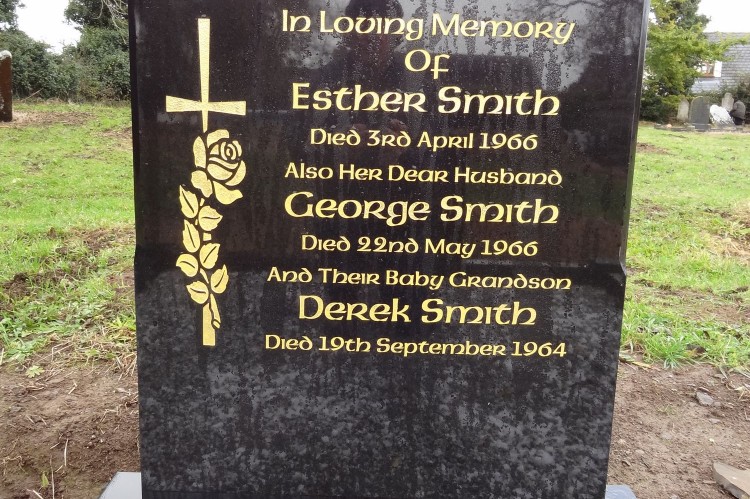 In Loving Memory
Of
Esther Smith
Died 3rd April 1966
Also Her Dear Husband
George Smith
Died 22nd May 1966
And Their Baby Grandson
Derek Smith
Died 19th September 1964